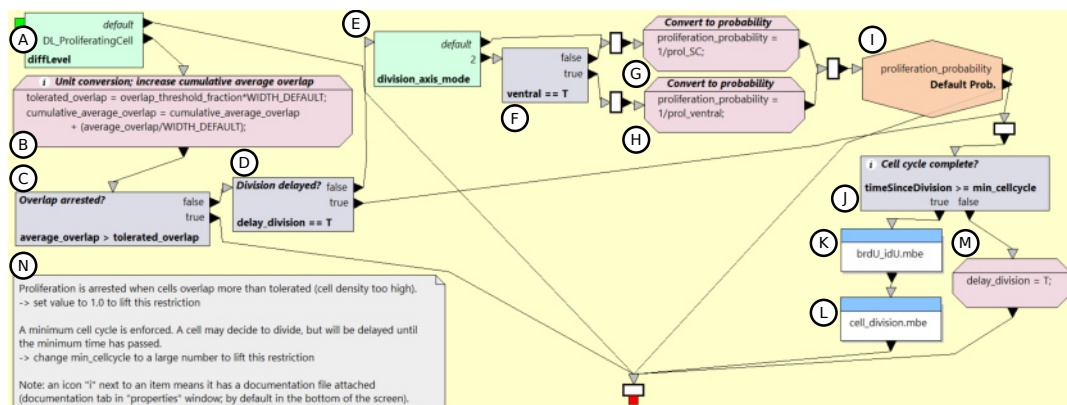 A
default
DL_ProliferatingCell
diffLevel
B
i Unit conversion; increase cumulative average overlap
tolerated_overlap = overlap_threshold_fraction*WIDTH_DEFAULT;
cumulative_average_overlap = cumulative_average_overlap
+ (average_overlap/WIDTH_DEFAULT);
C
Overlap arrested?
false
true
average_overlap > tolerated_overlap
D
Division delayed?
false
true
delay_division == T
E
default
2
division_axis_mode
F
false
true
ventral == T
G
Convert to probability
proliferation_probability =
1/prol_SC;
H
Convert to probability
proliferation_probability =
1/prol_ventral;
I
proliferation_probability
Default Prob.
J
i Cell cycle complete?
timeSinceDivision >= min_cellcycle
true false
K
brdU_idU.mbe
L
cell_division.mbe
M
delay_division = T;
N
Proliferation is arrested when cells overlap more than tolerated (cell density too high).
-> set value to 1.0 to lift this restriction
A minimum cell cycle is enforced. A cell may decide to divide, but will be delayed until
the minimum time has passed.
-> change min_cellcycle to a large number to lift this restriction
Note: an icon "i" next to an item means it has a documentation file attached
(documentation tab in "properties" window; by default in the bottom of the screen).